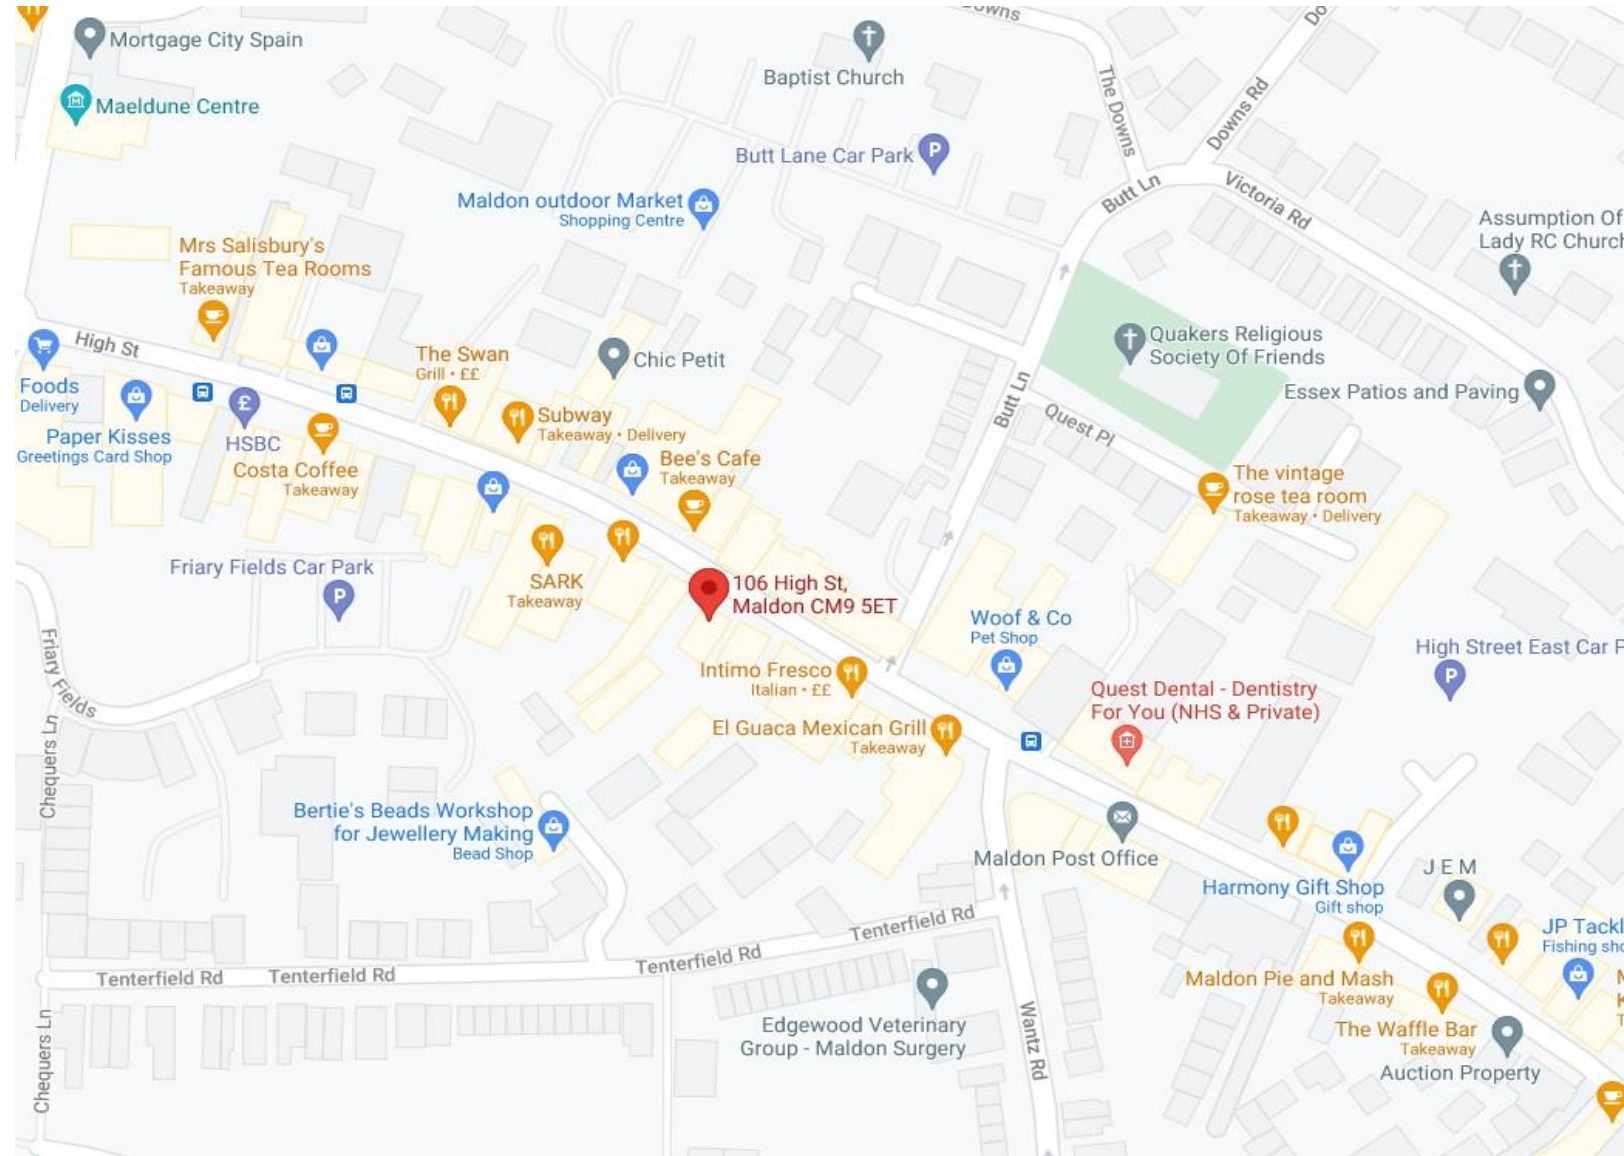 Downs
Do
Mortgage City Spain
Baptist Church
Maeldune Centre
The Downs
Downs Rd
Butt Lane Car Park
Butt Ln
Victoria Rd
Maldon outdoor Market
Shopping Centre
Assumption Of
Lady RC Church
Mrs Salisbury's
Famous Tea Rooms
Takeaway
High St
Quakers Religious
Society Of Friends
The Swan
Grill • ££
Chic Petit
Foods
Delivery
Essex Patios and Paving
Butt Ln
Quest Pl
Subway
Takeaway • Delivery
Paper Kisses
Greetings Card Shop
HSBC
Costa Coffee
Takeaway
Bee's Cafe
Takeaway
The vintage
rose tea room
Takeaway • Delivery
Friary Fields Car Park
P
SARK
Takeaway
106 High St,
Maldon CM9 5ET
Woof & Co
Pet Shop
Friary Fields
High Street East Car P
P
Intimo Fresco
Italian • ££
Quest Dental - Dentistry
For You (NHS & Private)
El Guaca Mexican Grill
Takeaway
Chequers Ln
Bertie's Beads Workshop
for Jewellery Making
Bead Shop
Maldon Post Office
Harmony Gift Shop
Gift shop
J E M
Tenterfield Rd
JP Tackl
Fishing sho
Tenterfield Rd
Tenterfield Rd
Tenterfield Rd
Maldon Pie and Mash
Takeaway
Edgewood Veterinary
Group - Maldon Surgery
Wantz Rd
The Waffle Bar
Takeaway
Auction Property
Chequers Ln